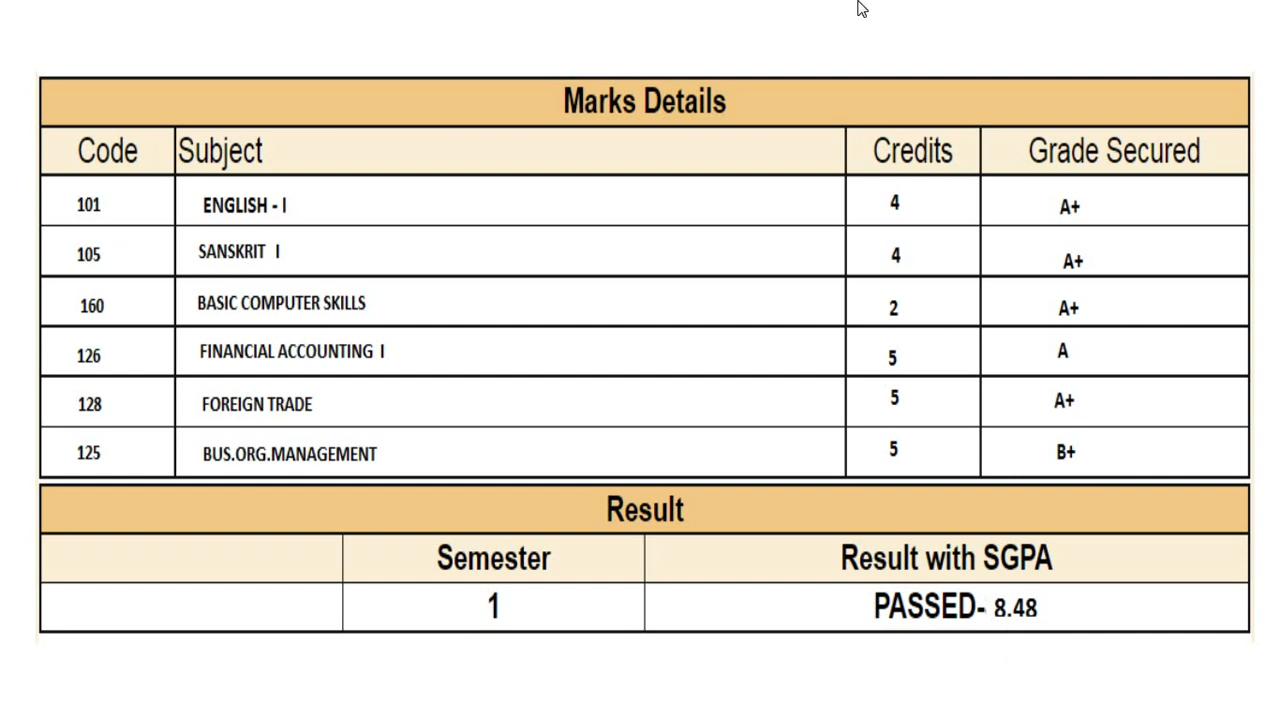 Marks Details
Code Subject Credits Grade Secured
101 ENGLISH - I 4 A+
105 SANSKRIT I 4 A+
160 BASIC COMPUTER SKILLS 2 A+
126 FINANCIAL ACCOUNTING I 5 A
128 FOREIGN TRADE 5 A+
125 BUS.ORG.MANAGEMENT 5 B+
Result
Semester Result with SGPA
1 PASSED- 8.48